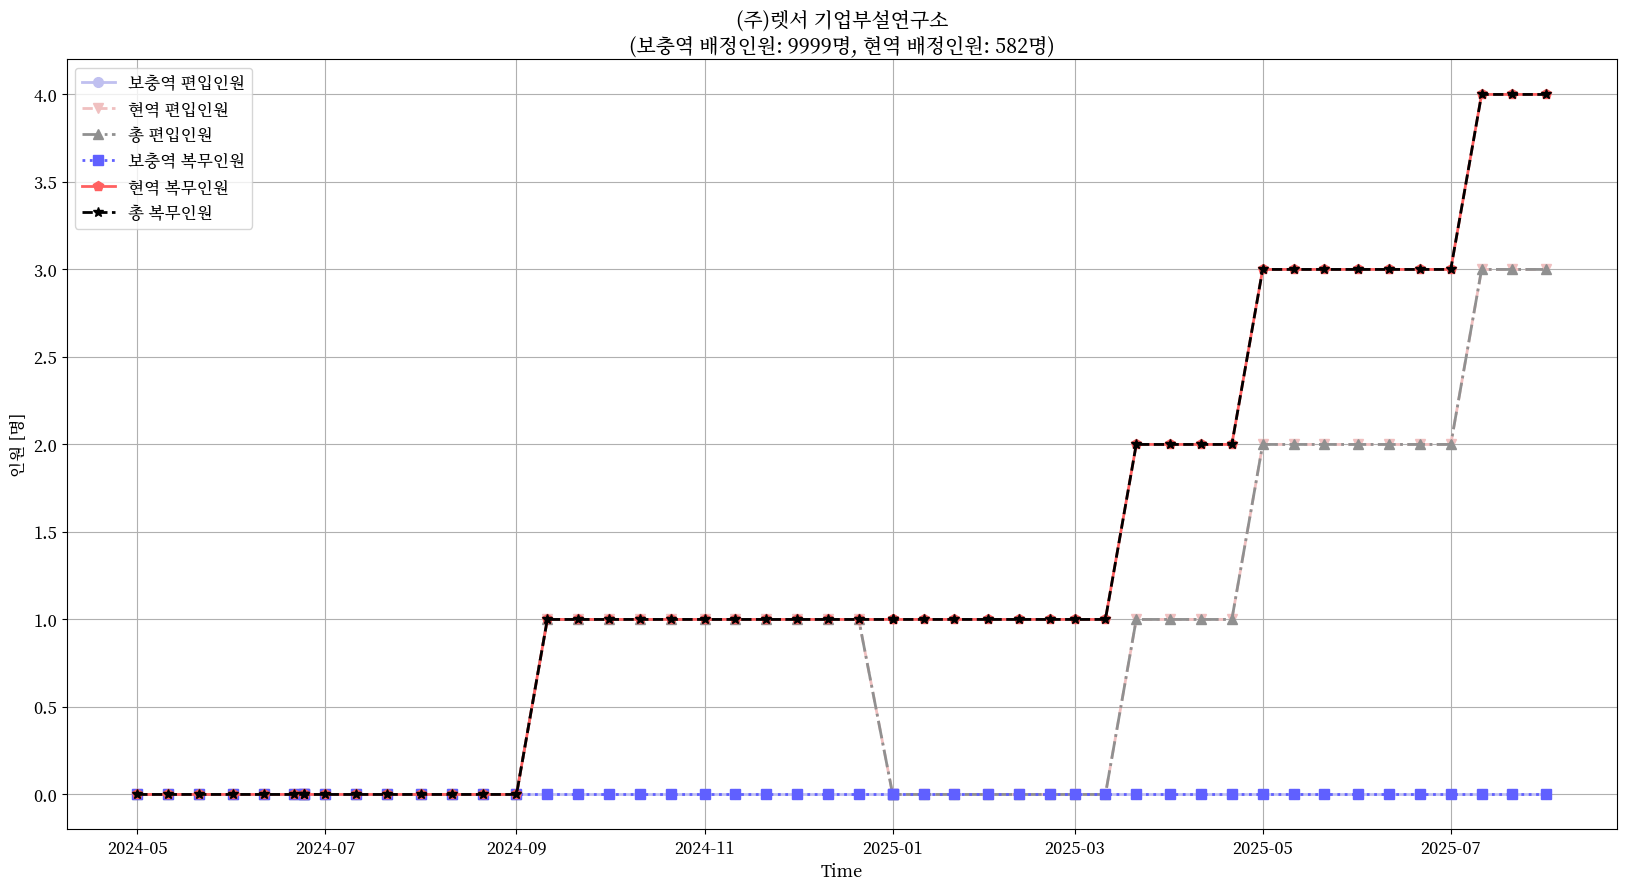 (주)렛서 기업부설연구소
(보충역 배정인원: 9999명, 현역 배정인원: 582명)
보충역 편입인원
현역 편입인원
총 편입인원
보충역 복무인원
현역 복무인원
총 복무인원
인원 [명]
4.0
3.5
3.0
2.5
2.0
1.5
1.0
0.5
0.0
2024-05
2024-07
2024-09
2024-11
2025-01
2025-03
2025-05
2025-07
Time